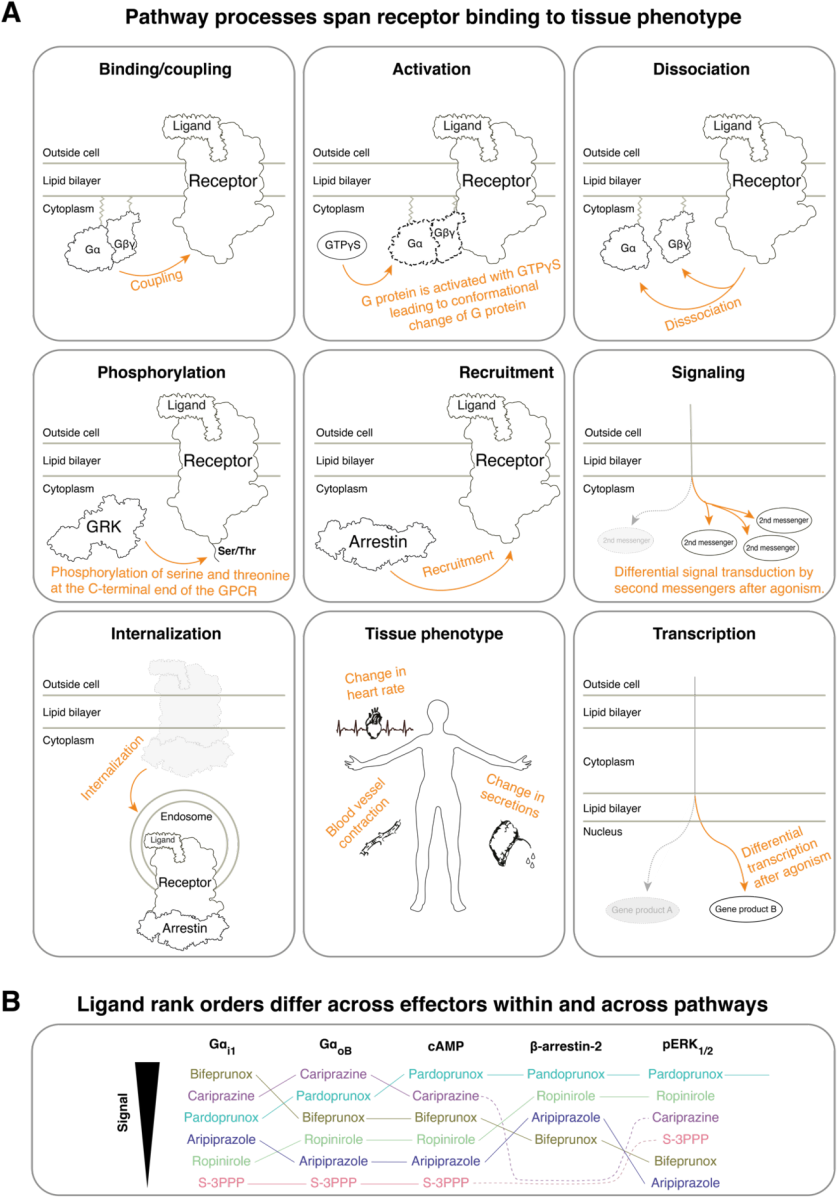 A
Pathway processes span receptor binding to tissue phenotype
Binding/coupling
Ligand
Outside cell
Lipid bilayer
Receptor
Cytoplasm
Gα
Gβγ
Coupling
Activation
Ligand
Outside cell
Lipid bilayer
Receptor
Cytoplasm
GTPγS
Gα
Gβγ
G protein is activated with GTPγS
leading to conformational
change of G protein
Dissociation
Ligand
Outside cell
Lipid bilayer
Receptor
Cytoplasm
Gα
Gβγ
Disssociation
Phosphorylation
Ligand
Outside cell
Lipid bilayer
Receptor
Cytoplasm
GRK
Ser/Thr
Phosphorylation of serine and threonine
at the C-terminal end of the GPCR
Recruitment
Ligand
Outside cell
Lipid bilayer
Receptor
Cytoplasm
Arrestin
Recruitment
Signaling
Outside cell
Lipid bilayer
Cytoplasm
2nd messenger
2nd messenger
2nd messenger
2nd messenger
Differential signal transduction by
second messengers after agonism.
Internalization
Outside cell
Lipid bilayer
Cytoplasm
Internalization
Endosome
Ligand
Receptor
Arrestin
Tissue phenotype
Change in
heart rate
Blood vessel
contraction
Change in
secretions
Transcription
Outside cell
Lipid bilayer
Cytoplasm
Lipid bilayer
Nucleus
Differential
transcription
after agonism
Gene product A
Gene product B
B
Ligand rank orders differ across effectors within and across pathways
Signal
Gαi1 GαoB cAMP β-arrestin-2 pERK1/2
Bifeprunox Cariprazine Pardoprunox Pandoprunox Pardoprunox
Cariprazine Pardoprunox Cariprazine Ropinirole Ropinirole
Pardoprunox Bifeprunox Bifeprunox Aripiprazole Cariprazine
Aripiprazole Ropinirole Ropinirole Bifeprunox S-3PPP
Ropinirole Aripiprazole Aripiprazole Bifeprunox
S-3PPP S-3PPP S-3PPP Aripiprazole